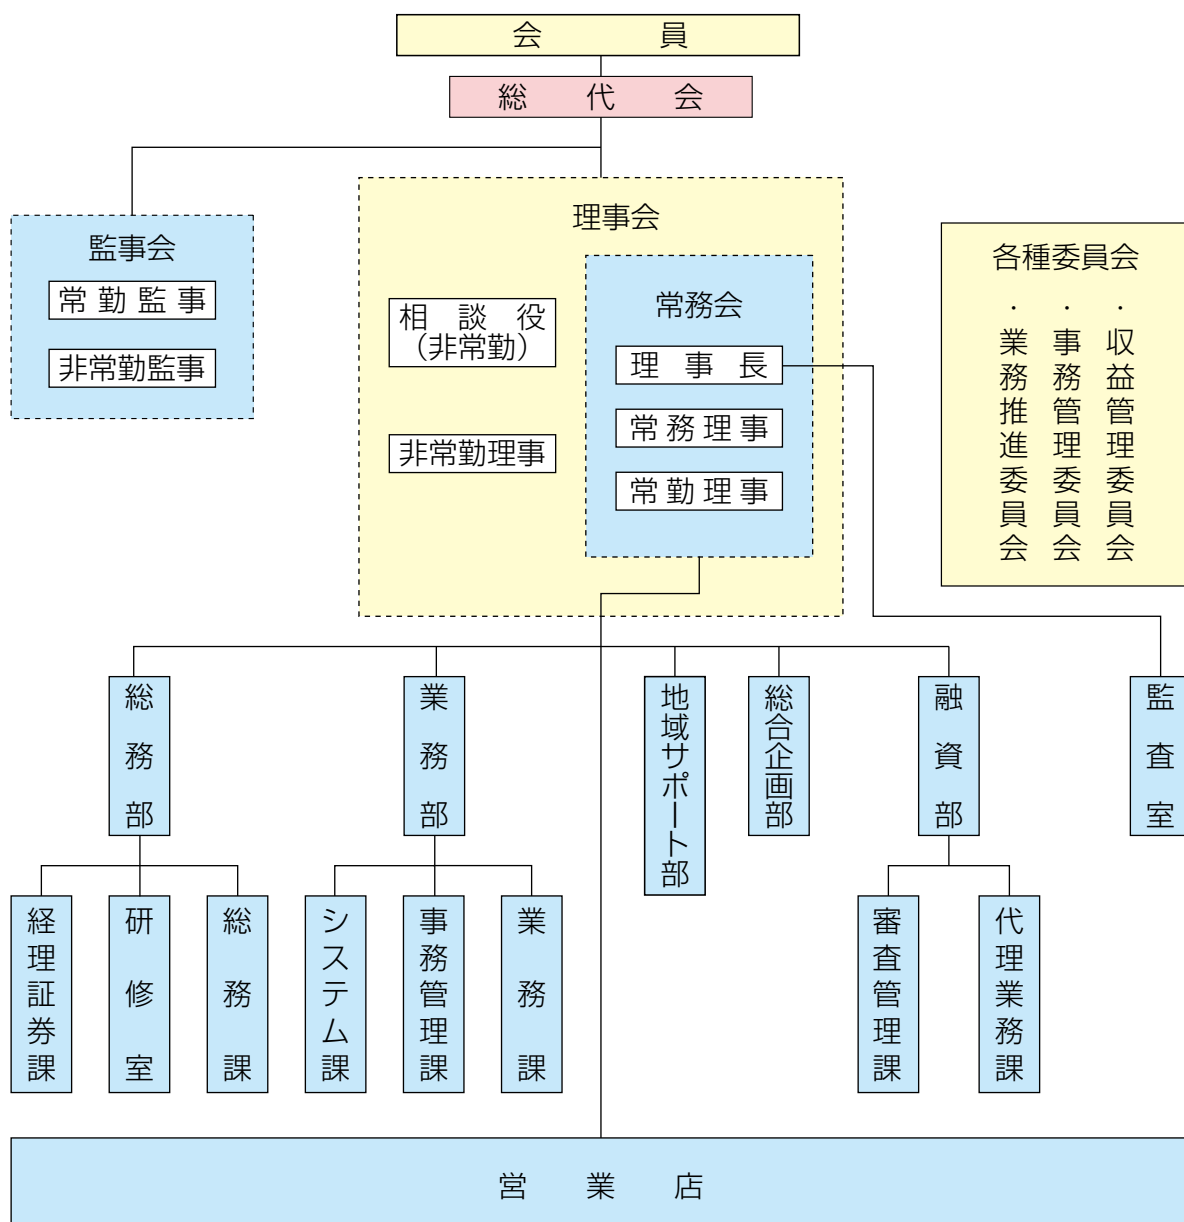 会員
総代会
監事会
常勤監事
非常勤監事
理事会
相談役
（非常勤）
非常勤理事
常務会
理事長
常務理事
常勤理事
各種委員会
・収益管理委員会
・事務管理委員会
・業務推進委員会
総務部
業務部
地域サポート部
総合企画部
融資部
監査室
経理証券課
研修室
総務課
システム課
事務管理課
業務課
審査管理課
代理業務課
営業店